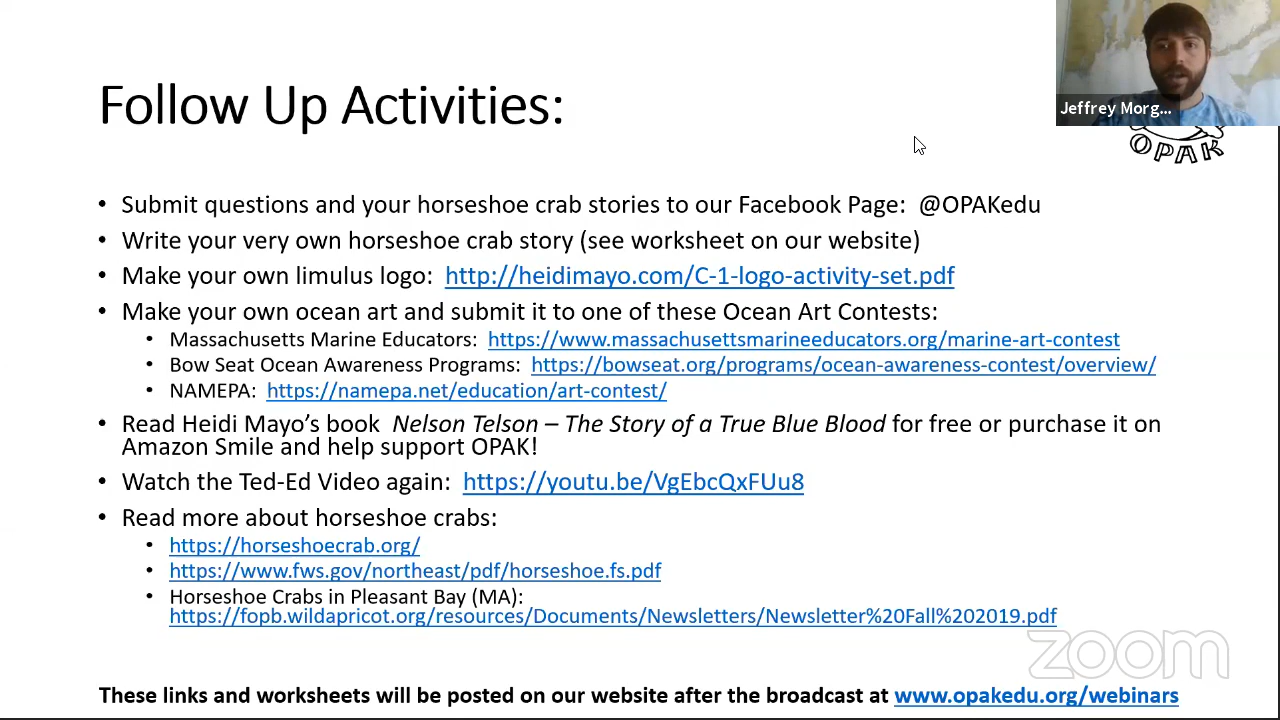 Jeffrey Morg...
OPAK
Follow Up Activities:
• Submit questions and your horseshoe crab stories to our Facebook Page: @OPAKedu
• Write your very own horseshoe crab story (see worksheet on our website)
• Make your own limulus logo: http://heidimayo.com/C-1-logo-activity-set.pdf
• Make your own ocean art and submit it to one of these Ocean Art Contests:
• Massachusetts Marine Educators: https://www.massachusettsmarineeducators.org/marine-art-contest
• Bow Seat Ocean Awareness Programs: https://bowseat.org/programs/ocean-awareness-contest/overview/
• NAMEPA: https://namepa.net/education/art-contest/
• Read Heidi Mayo’s book Nelson Telson – The Story of a True Blue Blood for free or purchase it on
Amazon Smile and help support OPAK!
• Watch the Ted-Ed Video again: https://youtu.be/VgEbcQxFUu8
• Read more about horseshoe crabs:
• https://horseshoecrab.org/
• https://www.fws.gov/northeast/pdf/horseshoe.fs.pdf
• Horseshoe Crabs in Pleasant Bay (MA):
https://fopb.wildapricot.org/resources/Documents/Newsletters/Newsletter%20Fall%202019.pdf
zoom
These links and worksheets will be posted on our website after the broadcast at www.opakedu.org/webinars